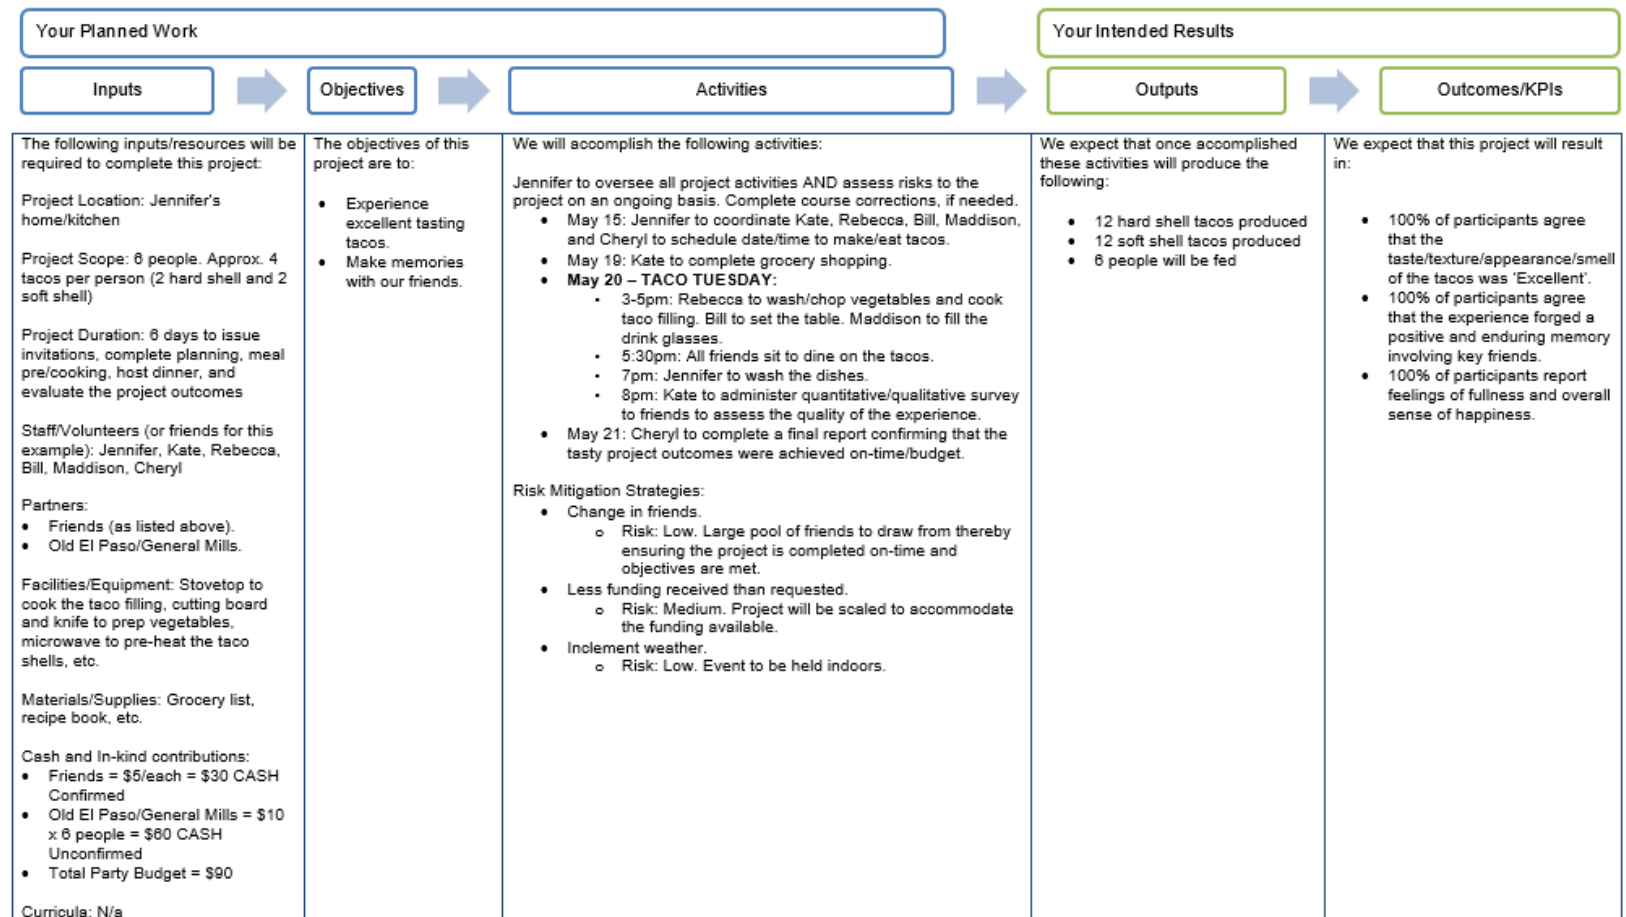 Your Planned Work
Your Intended Results
Inputs
Objectives
Activities
Outputs
Outcomes/KPIs
The following inputs/resources will be
required to complete this project:
Project Location: Jennifer's
home/kitchen
Project Scope: 6 people. Approx. 4
tacos per person (2 hard shell and 2
soft shell)
Project Duration: 6 days to issue
invitations, complete planning, meal
pre/cooking, host dinner, and
evaluate the project outcomes
Staff/Volunteers (or friends for this
example): Jennifer, Kate, Rebecca,
Bill, Maddison, Cheryl
Partners:
• Friends (as listed above).
• Old El Paso/General Mills.
Facilities/Equipment: Stovetop to
cook the taco filling, cutting board
and knife to prep vegetables,
microwave to pre-heat the taco
shells, etc.
Materials/Supplies: Grocery list,
recipe book, etc.
Cash and In-kind contributions:
• Friends = $5/each = $30 CASH
Confirmed
• Old El Paso/General Mills = $10
x 6 people = $60 CASH
Unconfirmed
• Total Party Budget = $90
Curricula: N/a
The objectives of this
project are to:
• Experience
excellent tasting
tacos.
• Make memories
with our friends.
We will accomplish the following activities:
Jennifer to oversee all project activities AND assess risks to the
project on an ongoing basis. Complete course corrections, if needed.
• May 15: Jennifer to coordinate Kate, Rebecca, Bill, Maddison,
and Cheryl to schedule date/time to make/eat tacos.
• May 19: Kate to complete grocery shopping.
• May 20 – TACO TUESDAY:
▪ 3-5pm: Rebecca to wash/chop vegetables and cook
taco filling. Bill to set the table. Maddison to fill the
drink glasses.
▪ 5:30pm: All friends sit to dine on the tacos.
▪ 7pm: Jennifer to wash the dishes.
▪ 8pm: Kate to administer quantitative/qualitative survey
to friends to assess the quality of the experience.
• May 21: Cheryl to complete a final report confirming that the
tasty project outcomes were achieved on-time/budget.
Risk Mitigation Strategies:
• Change in friends.
o Risk: Low. Large pool of friends to draw from thereby
ensuring the project is completed on-time and
objectives are met.
• Less funding received than requested.
o Risk: Medium. Project will be scaled to accommodate
the funding available.
• Inclement weather.
o Risk: Low. Event to be held indoors.
We expect that once accomplished
these activities will produce the
following:
• 12 hard shell tacos produced
• 12 soft shell tacos produced
• 6 people will be fed
We expect that this project will result
in:
• 100% of participants agree
that the
taste/texture/appearance/smell
of the tacos was 'Excellent'.
• 100% of participants agree
that the experience forged a
positive and enduring memory
involving key friends.
• 100% of participants report
feelings of fullness and overall
sense of happiness.